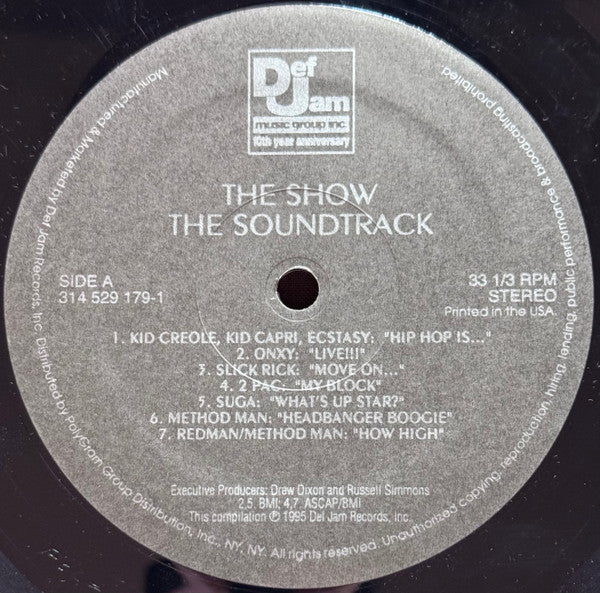 Def
Jam
music group inc.
10th year anniversary
THE SHOW
THE SOUNDTRACK
SIDE A
314 529 179-1
33 1/3 RPM
STEREO
Printed in the USA.
1. KID CREOLE, KID CAPRI, ECSTASY: "HIP HOP IS..."
2. ONXY: "LIVE!!!"
3. SLICK RICK: "MOVE ON..."
4. 2 PAC: "MY BLOCK"
5. SUGA: "WHAT'S UP STAR?"
6. METHOD MAN: "HEADBANGER BOOGIE"
7. REDMAN/METHOD MAN: "HOW HIGH"
Executive Producers: Drew Dixon and Russell Simmons
2,5, BMI; 4,7, ASCAP/BMI
This compilation ℗ 1995 Def Jam Records, Inc.
Manufactured & Marketed by Def Jam Records, Inc. Distributed by PolyGram Group Distribution, Inc., NY, NY. All rights reserved. Unauthorized copying, reproduction, hiring, lending, public performance & broadcasting prohibited.